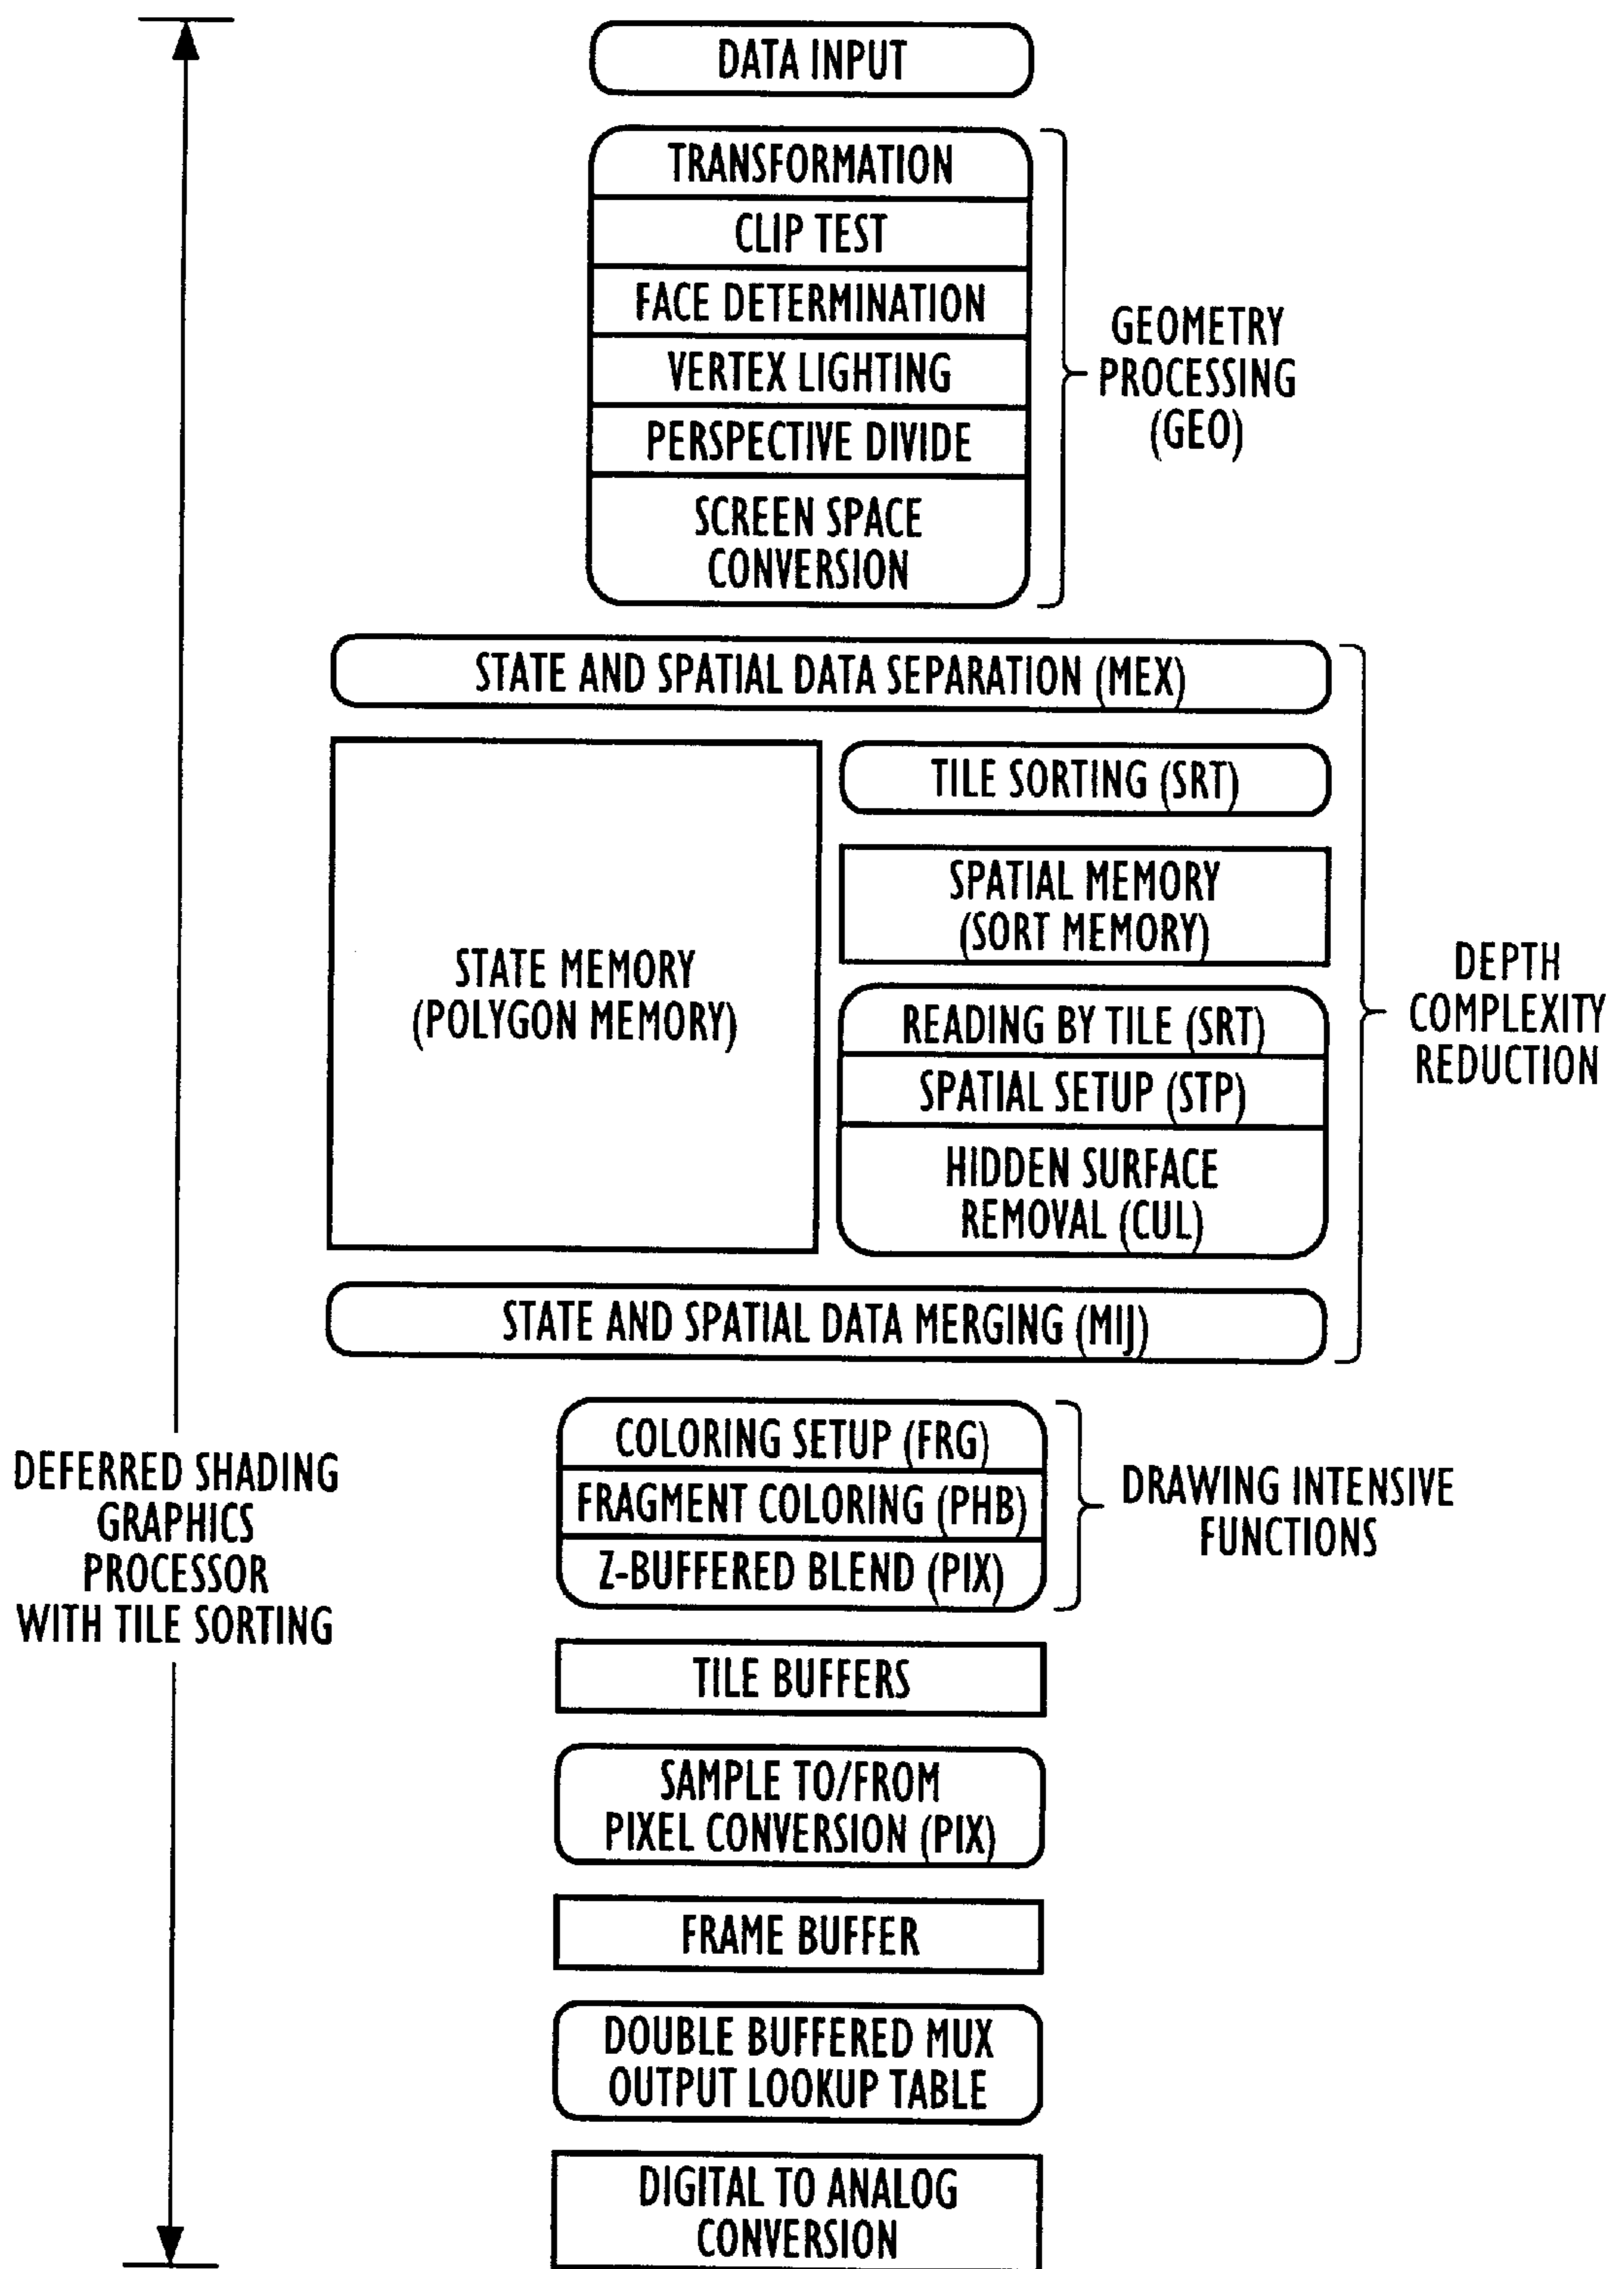 DATA INPUT
TRANSFORMATION
CLIP TEST
FACE DETERMINATION
VERTEX LIGHTING
PERSPECTIVE DIVIDE
SCREEN SPACE
CONVERSION
GEOMETRY
PROCESSING
(GEO)
STATE AND SPATIAL DATA SEPARATION (MEX)
STATE MEMORY
(POLYGON MEMORY)
TILE SORTING (SRT)
SPATIAL MEMORY
(SORT MEMORY)
READING BY TILE (SRT)
SPATIAL SETUP (STP)
HIDDEN SURFACE
REMOVAL (CUL)
STATE AND SPATIAL DATA MERGING (MIJ)
DEPTH
COMPLEXITY
REDUCTION
COLORING SETUP (FRG)
FRAGMENT COLORING (PHB)
Z-BUFFERED BLEND (PIX)
DRAWING INTENSIVE
FUNCTIONS
DEFERRED SHADING
GRAPHICS
PROCESSOR
WITH TILE SORTING
TILE BUFFERS
SAMPLE TO/FROM
PIXEL CONVERSION (PIX)
FRAME BUFFER
DOUBLE BUFFERED MUX
OUTPUT LOOKUP TABLE
DIGITAL TO ANALOG
CONVERSION